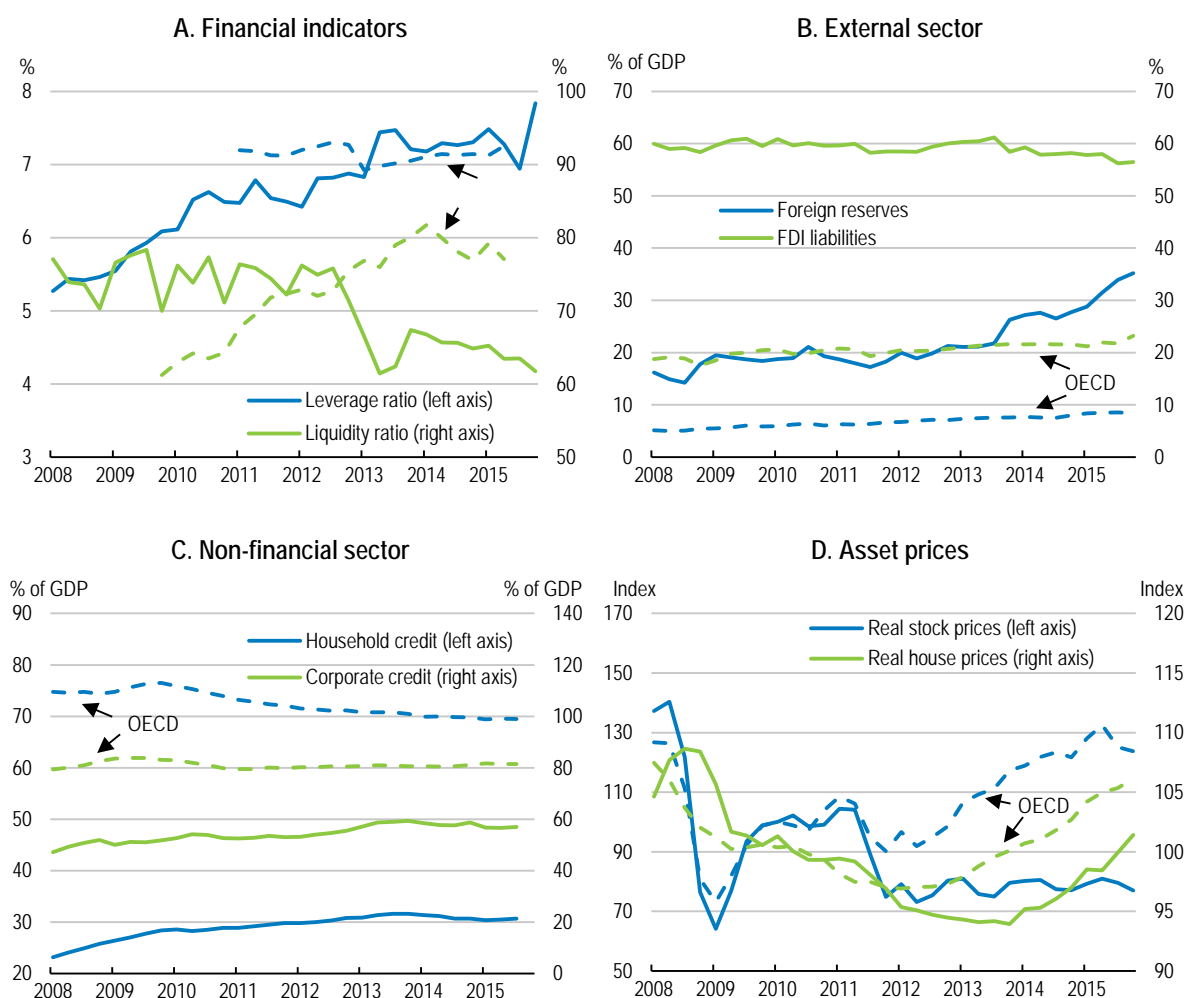 A. Financial indicators
%
%
8
100
7
90
6
80
5
70
4
60
3
50
Leverage ratio (left axis)
Liquidity ratio (right axis)
2008 2009 2010 2011 2012 2013 2014 2015
B. External sector
% of GDP
%
70
70
60
60
50
50
40
40
30
30
20
20
10
10
0
0
Foreign reserves
FDI liabilities
OECD
2008 2009 2010 2011 2012 2013 2014 2015
C. Non-financial sector
% of GDP
% of GDP
90
140
80
120
70
100
60
80
50
60
40
40
30
20
20
0
Household credit (left axis)
Corporate credit (right axis)
OECD
2008 2009 2010 2011 2012 2013 2014 2015
D. Asset prices
Index
Index
170
120
150
115
130
110
110
105
90
100
70
95
50
90
Real stock prices (left axis)
Real house prices (right axis)
OECD
2008 2009 2010 2011 2012 2013 2014 2015